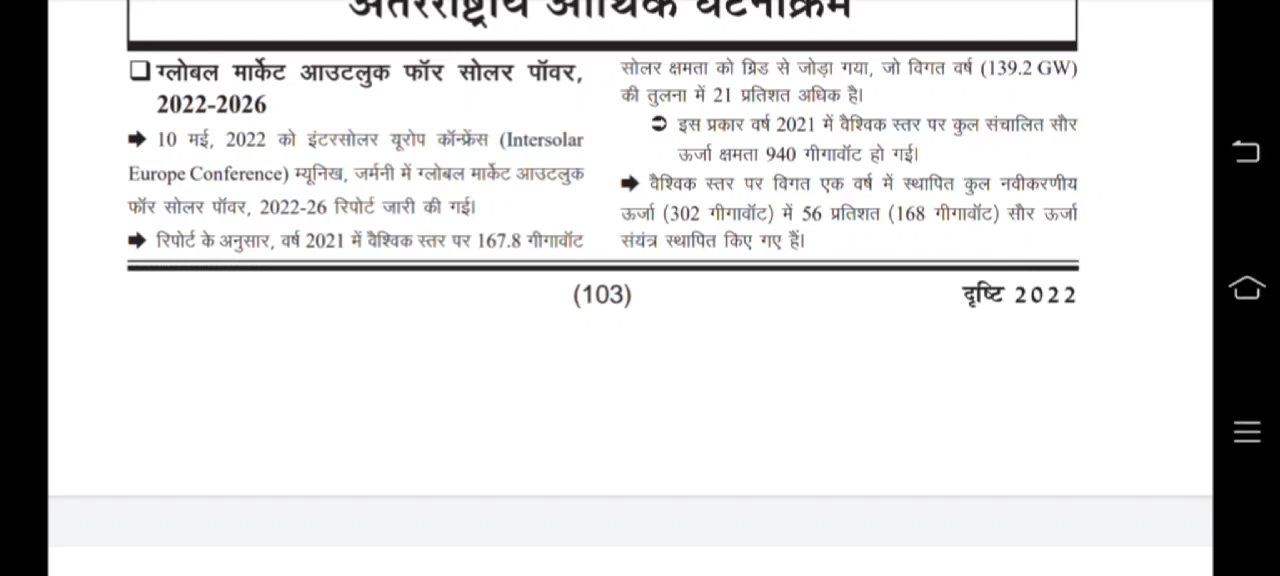 अंतरराष्ट्रीय आर्थिक घटनाक्रम
❑ ग्लोबल मार्केट आउटलुक फॉर सोलर पॉवर,
2022-2026
➡ 10 मई, 2022 को इंटरसोलर यूरोप कॉन्फ्रेंस (Intersolar
Europe Conference) म्यूनिख, जर्मनी में ग्लोबल मार्केट आउटलुक
फॉर सोलर पॉवर, 2022-26 रिपोर्ट जारी की गई।
➡ रिपोर्ट के अनुसार, वर्ष 2021 में वैश्विक स्तर पर 167.8 गीगावॉट
सोलर क्षमता को ग्रिड से जोड़ा गया, जो विगत वर्ष (139.2 GW)
की तुलना में 21 प्रतिशत अधिक है।
➲ इस प्रकार वर्ष 2021 में वैश्विक स्तर पर कुल संचालित सौर
ऊर्जा क्षमता 940 गीगावॉट हो गई।
➡ वैश्विक स्तर पर विगत एक वर्ष में स्थापित कुल नवीकरणीय
ऊर्जा (302 गीगावॉट) में 56 प्रतिशत (168 गीगावॉट) सौर ऊर्जा
संयंत्र स्थापित किए गए हैं।
(103)
दृष्टि 2022